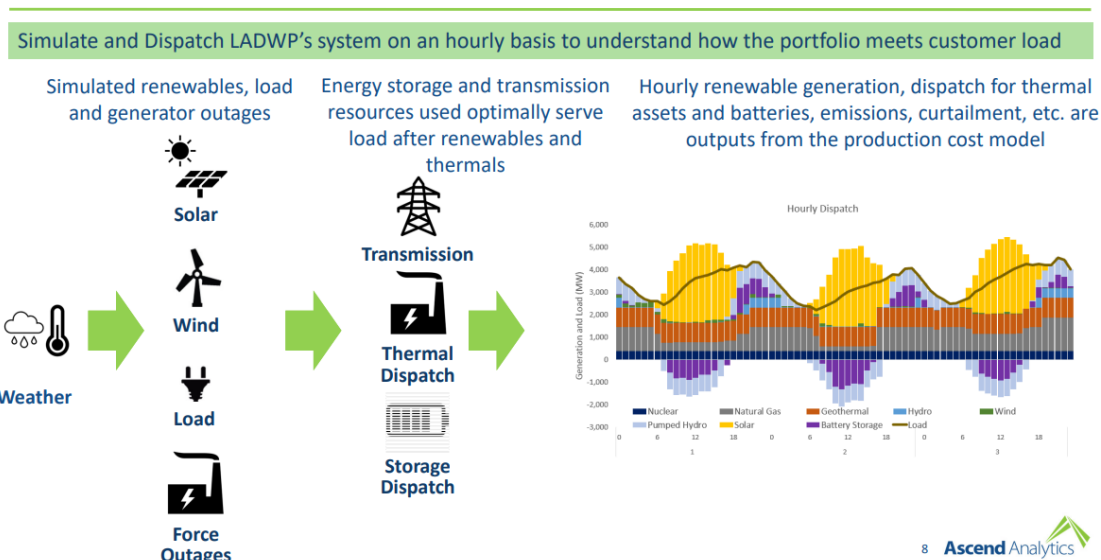 Simulate and Dispatch LADWP's system on an hourly basis to understand how the portfolio meets customer load
Simulated renewables, load
and generator outages
Solar
Wind
Load
Force
Outages
Weather
Energy storage and transmission
resources used optimally serve
load after renewables and
thermals
Transmission
Thermal
Dispatch
Storage
Dispatch
Hourly renewable generation, dispatch for thermal
assets and batteries, emissions, curtailment, etc. are
outputs from the production cost model
Hourly Dispatch
Generation and Load (MW)
6,000
5,000
4,000
3,000
2,000
1,000
0
-1,000
-2,000
-3,000
Nuclear Natural Gas Geothermal Hydro Wind
Pumped Hydro Solar Battery Storage Load
0 6 12 18 0 6 12 18 0 6 12 18
1 2 3
8 Ascend Analytics